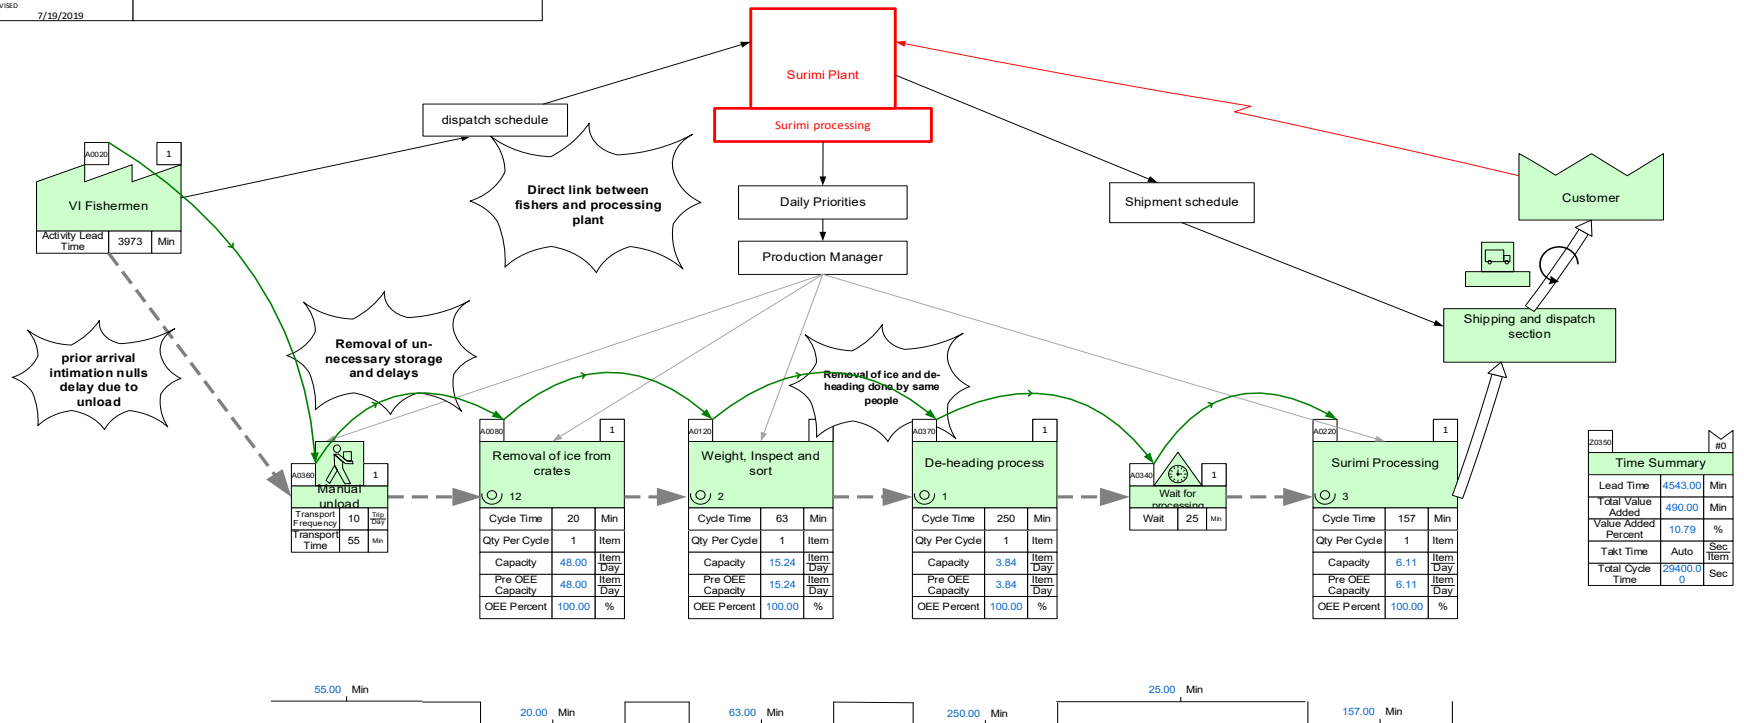 VISED
7/19/2019
Surimi Plant
Surimi processing
dispatch schedule
Direct link between
fishers and processing
plant
Daily Priorities
Production Manager
Shipment schedule
Customer
Shipping and dispatch
section
A0020
1
VI Fishermen
Activity Lead
Time
3973
Min
prior arrival
intimation nulls
delay due to
unload
Removal of un-
necessary storage
and delays
Removal of ice and de-
heading done by same
people
A0360
1
Manual
unload
Transport
Frequency
10
Trip
Day
Transport
Time
55
Min
A0080
1
Removal of ice from
crates
12
Cycle Time
20
Min
Qty Per Cycle
1
Item
Capacity
48.00
Item
Day
Pre OEE
Capacity
48.00
Item
Day
OEE Percent
100.00
%
A0120
Weight, Inspect and
sort
2
Cycle Time
63
Min
Qty Per Cycle
1
Item
Capacity
15.24
Item
Day
Pre OEE
Capacity
15.24
Item
Day
OEE Percent
100.00
%
A0370
1
De-heading process
1
Cycle Time
250
Min
Qty Per Cycle
1
Item
Capacity
3.84
Item
Day
Pre OEE
Capacity
3.84
Item
Day
OEE Percent
100.00
%
A0340
1
Wait for
processing
Wait
25
Min
A0220
1
Surimi Processing
3
Cycle Time
157
Min
Qty Per Cycle
1
Item
Capacity
6.11
Item
Day
Pre OEE
Capacity
6.11
Item
Day
OEE Percent
100.00
%
Z0350
#0
Time Summary
Lead Time
4543.00
Min
Total Value
Added
490.00
Min
Value Added
Percent
10.79
%
Takt Time
Auto
Sec
Item
Total Cycle
Time
29400.0
0
Sec
55.00 Min
20.00 Min
63.00 Min
250.00 Min
25.00 Min
157.00 Min